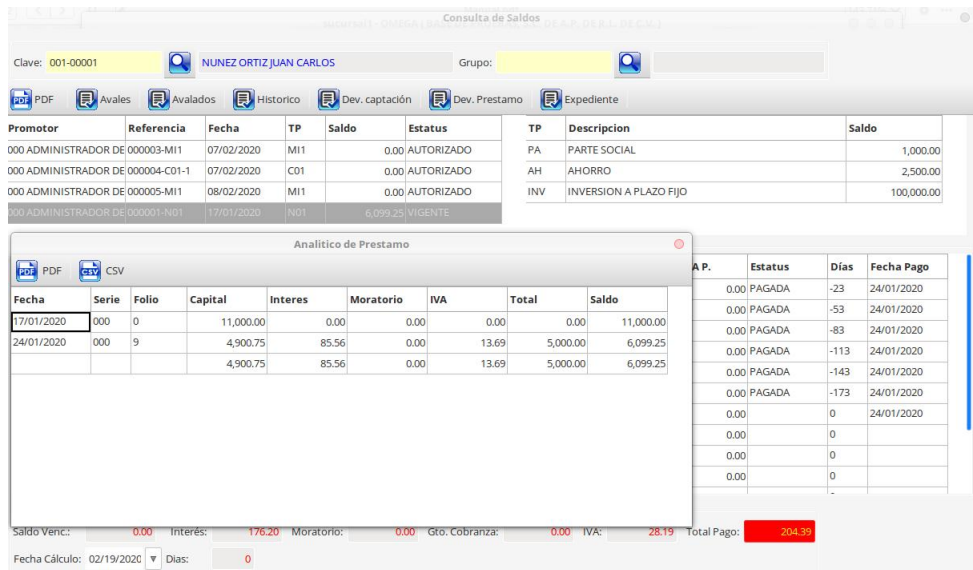 Consulta de Saldos
Clave: 001-00001 NUNEZ ORTIZ JUAN CARLOS Grupo:
PDF PDF Avales Avalados Historico Dev. captación Dev. Prestamo Expediente
Promotor Referencia Fecha TP Saldo Estatus TP Descripcion Saldo
000 ADMINISTRADOR DE 000003-MI1 07/02/2020 MI1 0.00 AUTORIZADO PA PARTE SOCIAL 1,000.00
000 ADMINISTRADOR DE 000004-C01-1 07/02/2020 C01 0.00 AUTORIZADO AH AHORRO 2,500.00
000 ADMINISTRADOR DE 000005-MI1 08/02/2020 MI1 0.00 AUTORIZADO INV INVERSION A PLAZO FIJO 100,000.00
000 ADMINISTRADOR DE 000001-N01 17/01/2020 N01 6,099.25 VIGENTE
Analitico de Prestamo
PDF PDF CSV CSV
Fecha Serie Folio Capital Interes Moratorio IVA Total Saldo
17/01/2020 000 0 11,000.00 0.00 0.00 0.00 0.00 11,000.00
24/01/2020 000 9 4,900.75 85.56 0.00 13.69 5,000.00 6,099.25
4,900.75 85.56 0.00 13.69 5,000.00 6,099.25
A P. Estatus Días Fecha Pago
0.00 PAGADA -23 24/01/2020
0.00 PAGADA -53 24/01/2020
0.00 PAGADA -83 24/01/2020
0.00 PAGADA -113 24/01/2020
0.00 PAGADA -143 24/01/2020
0.00 PAGADA -173 24/01/2020
0.00 0 24/01/2020
0.00 0
0.00 0
0.00 0
Saldo Venc.: 0.00 Interés: 176.20 Moratorio: 0.00 Gto. Cobranza: 0.00 IVA: 28.19 Total Pago: 204.39
Fecha Cálculo: 02/19/2020 Dias: 0